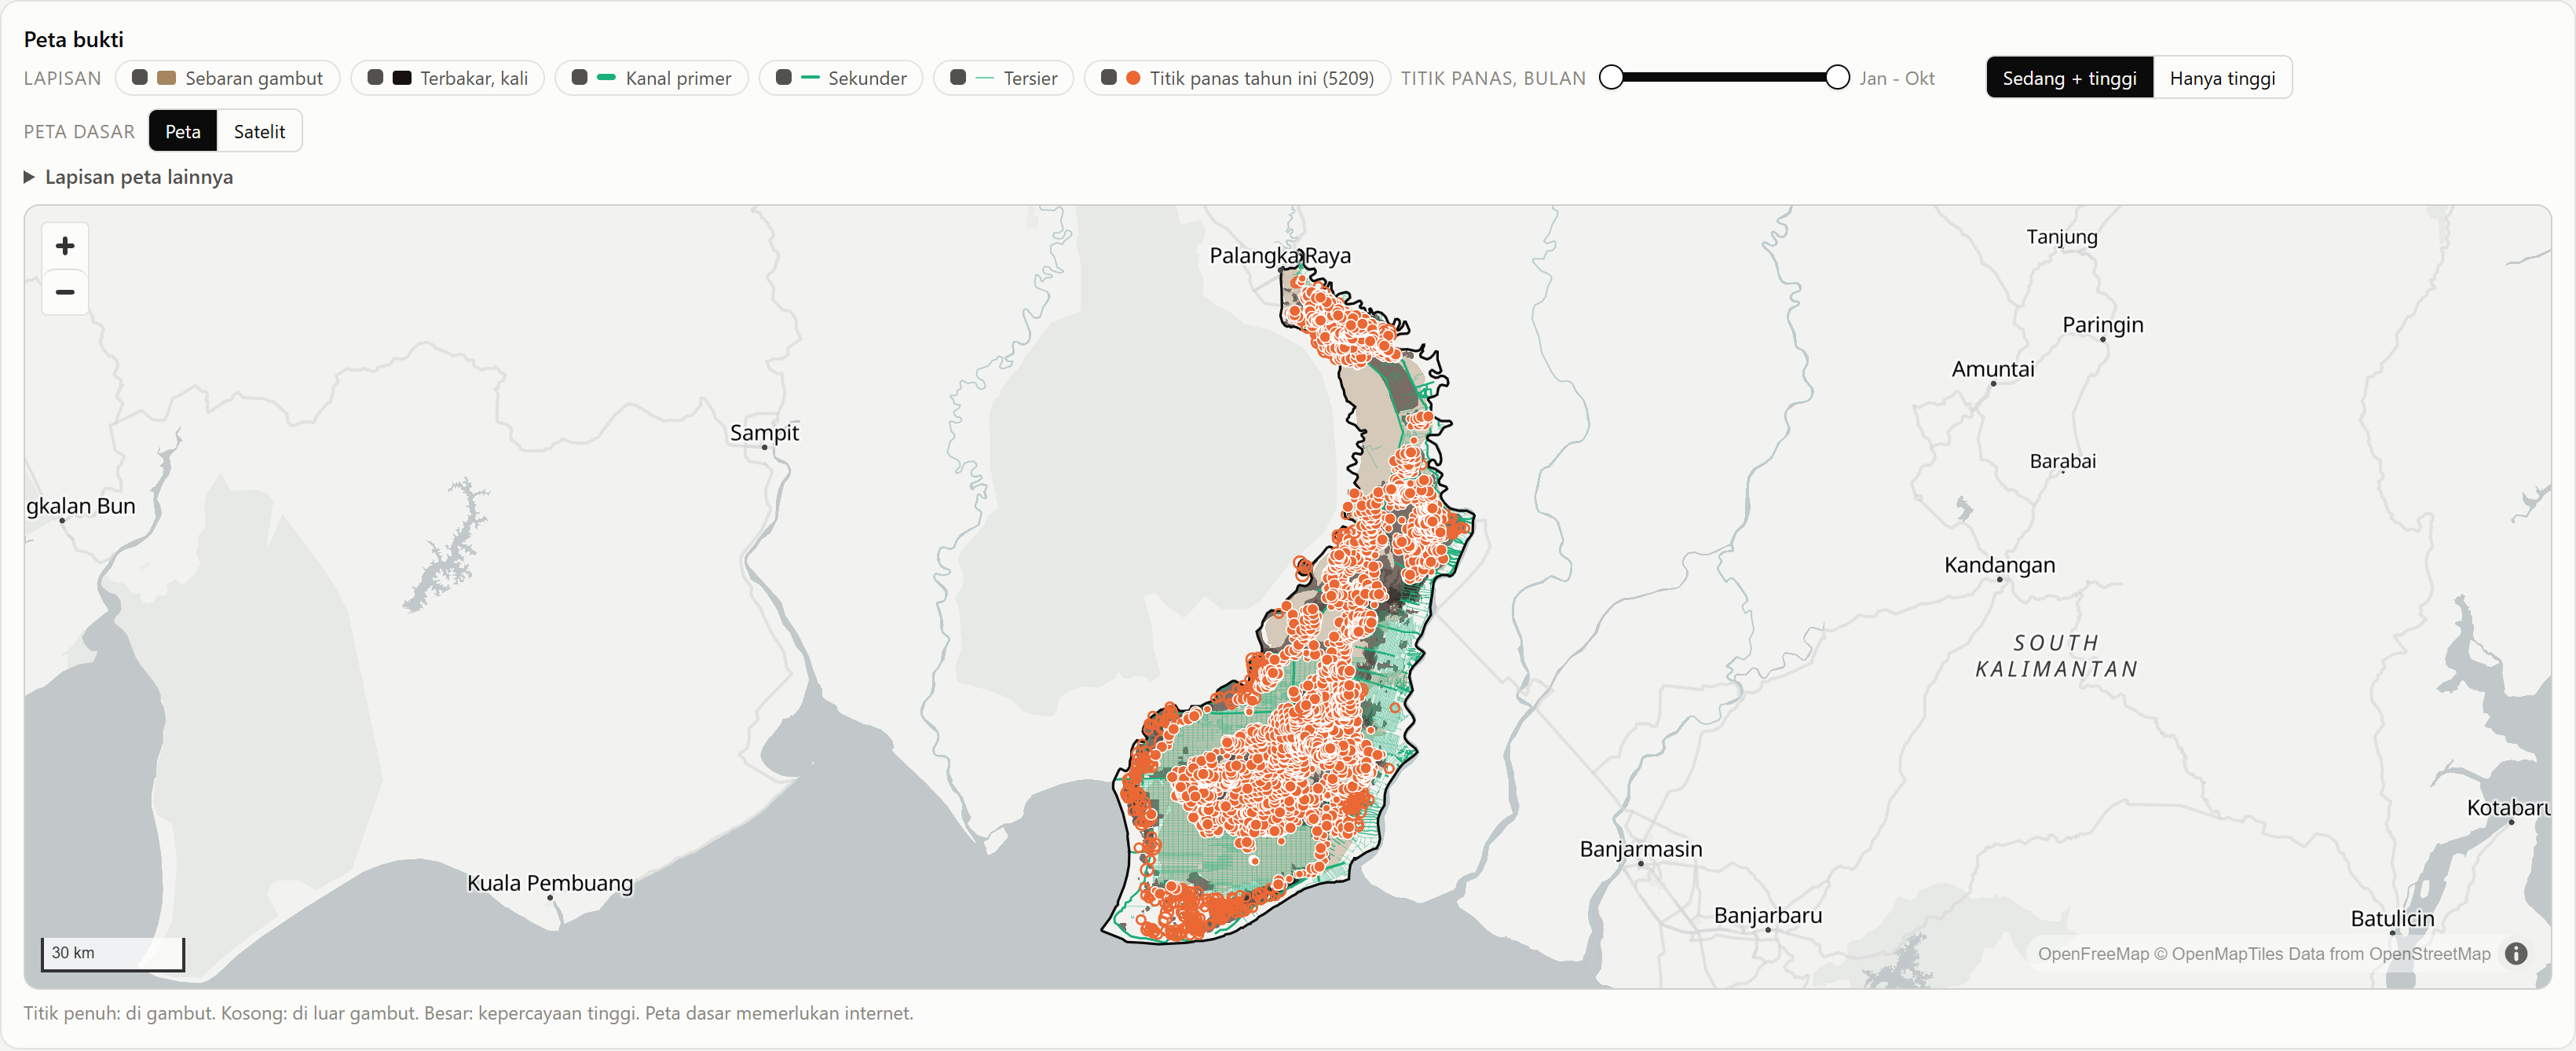 Peta bukti
LAPISAN Sebaran gambut Terbakar, kali Kanal primer Sekunder Tersier Titik panas tahun ini (5209) TITIK PANAS, BULAN Jan - Okt Sedang + tinggi Hanya tinggi
PETA DASAR Peta Satelit
Lapisan peta lainnya
+
−
Tanjung
Palangka Raya
Paringin
Amuntai
Sampit
Barabai
gkalan Bun
Kandangan
SOUTH
KALIMANTAN
Kotabaru
Banjarmasin
Kuala Pembuang
Banjarbaru
Batulicin
30 km
OpenFreeMap © OpenMapTiles Data from OpenStreetMap
Titik penuh: di gambut. Kosong: di luar gambut. Besar: kepercayaan tinggi. Peta dasar memerlukan internet.